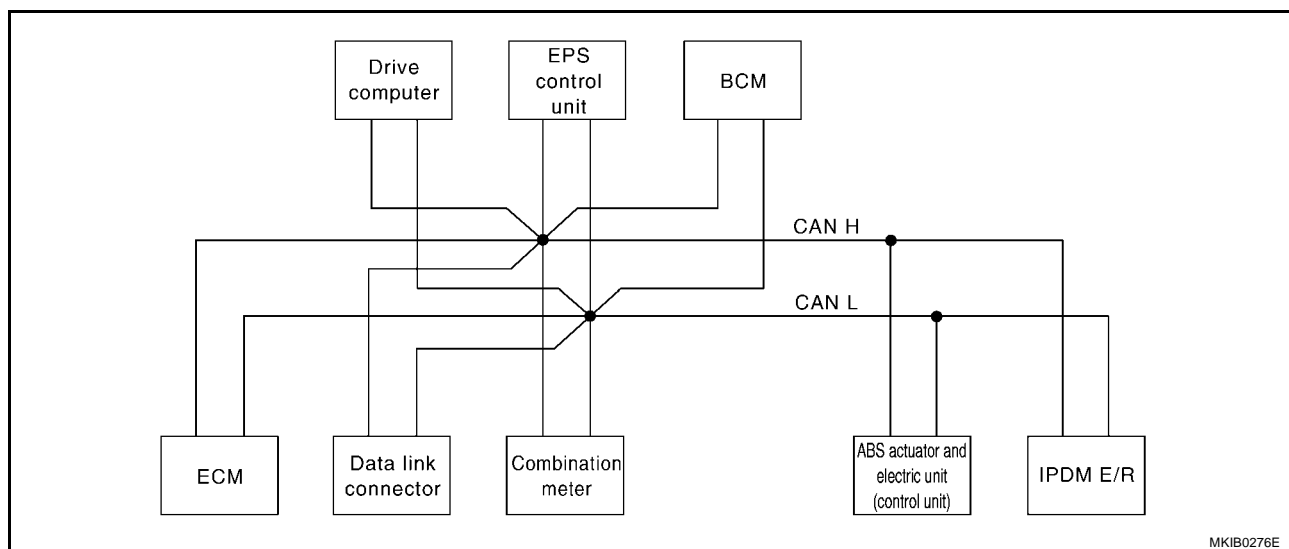 Drive
computer
EPS
control
unit
BCM
CAN H
CAN L
ECM
Data link
connector
Combination
meter
ABS actuator and
electric unit
(control unit)
IPDM E/R
MKIB0276E